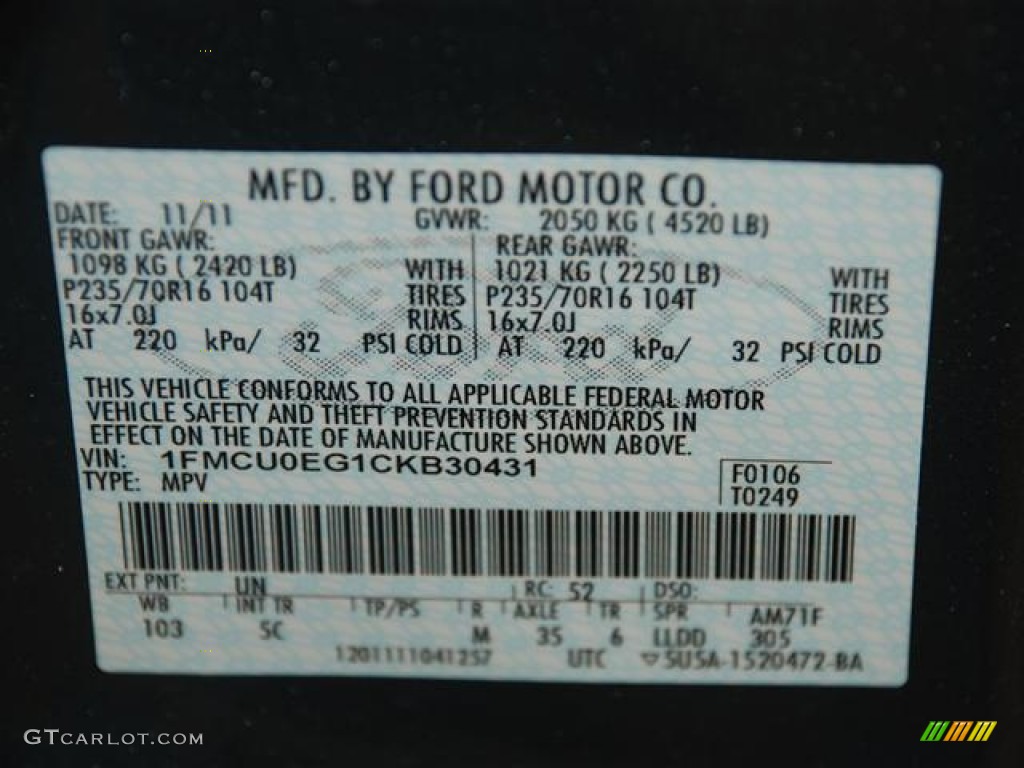 MFD. BY FORD MOTOR CO.
DATE: 11/11 GVWR: 2050 KG ( 4520 LB)
FRONT GAWR: REAR GAWR:
1098 KG ( 2420 LB) WITH 1021 KG ( 2250 LB) WITH
P235/70R16 104T TIRES P235/70R16 104T TIRES
16x7.0J RIMS 16x7.0J RIMS
AT 220 kPa/ 32 PSI COLD AT 220 kPa/ 32 PSI COLD
THIS VEHICLE CONFORMS TO ALL APPLICABLE FEDERAL MOTOR
VEHICLE SAFETY AND THEFT PREVENTION STANDARDS IN
EFFECT ON THE DATE OF MANUFACTURE SHOWN ABOVE.
VIN: 1FMCU0EG1CKB30431 F0106
TYPE: MPV T0249
EXT PNT: UN RC: 52 DSO:
WB INT TR TP/PS R AXLE TR SPR AM71F
103 5C M 35 6 LLDD 305
1201111041257 UTC ▽5U5A-1520472-BA
GTCARLOT.COM